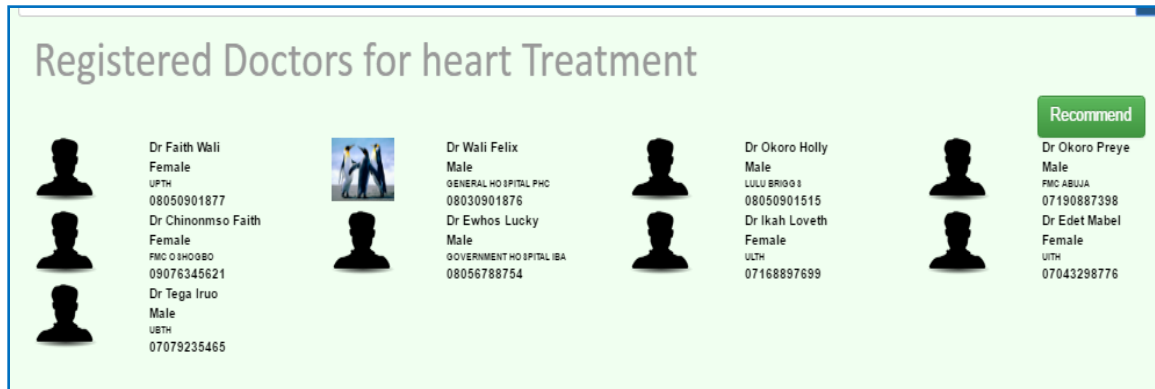 Registered Doctors for heart Treatment
Recommend
Dr Faith Wali
Female
UPTH
08050901877
Dr Wali Felix
Male
GENERAL HOSPITAL PHC
08030901876
Dr Okoro Holly
Male
LULU BRIGGS
08050901515
Dr Okoro Preye
Male
FMC ABUJA
07190887398
Dr Chinonmso Faith
Female
FMC OSHOGBO
09076345621
Dr Ewhos Lucky
Male
GOVERNMENT HOSPITAL IBA
08056788754
Dr Ikah Loveth
Female
ULTH
07168897699
Dr Edet Mabel
Female
UITH
07043298776
Dr Tega Iruo
Male
UBTH
07079235465